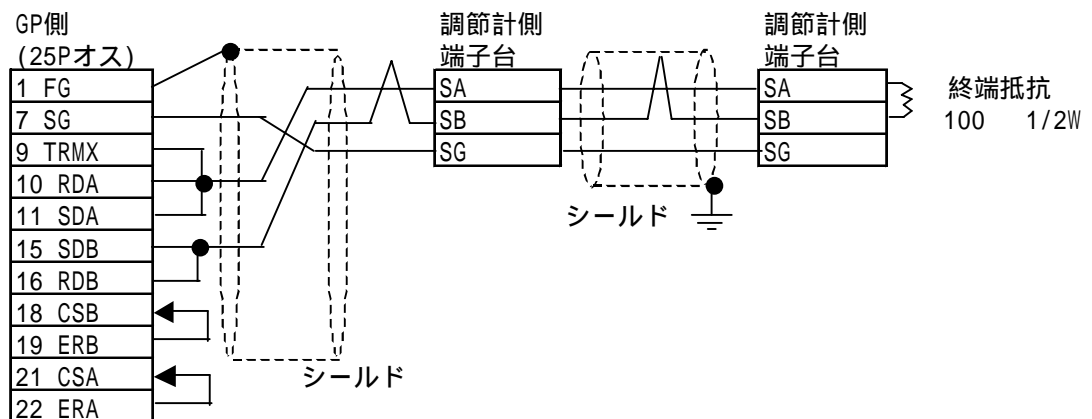 GP側
(25Pオス)
1 FG
7 SG
9 TRMX
10 RDA
11 SDA
15 SDB
16 RDB
18 CSB
19 ERB
21 CSA
22 ERA
シールド
調節計側
端子台
SA
SB
SG
シールド
調節計側
端子台
SA
SB
SG
終端抵抗
100 1/2W